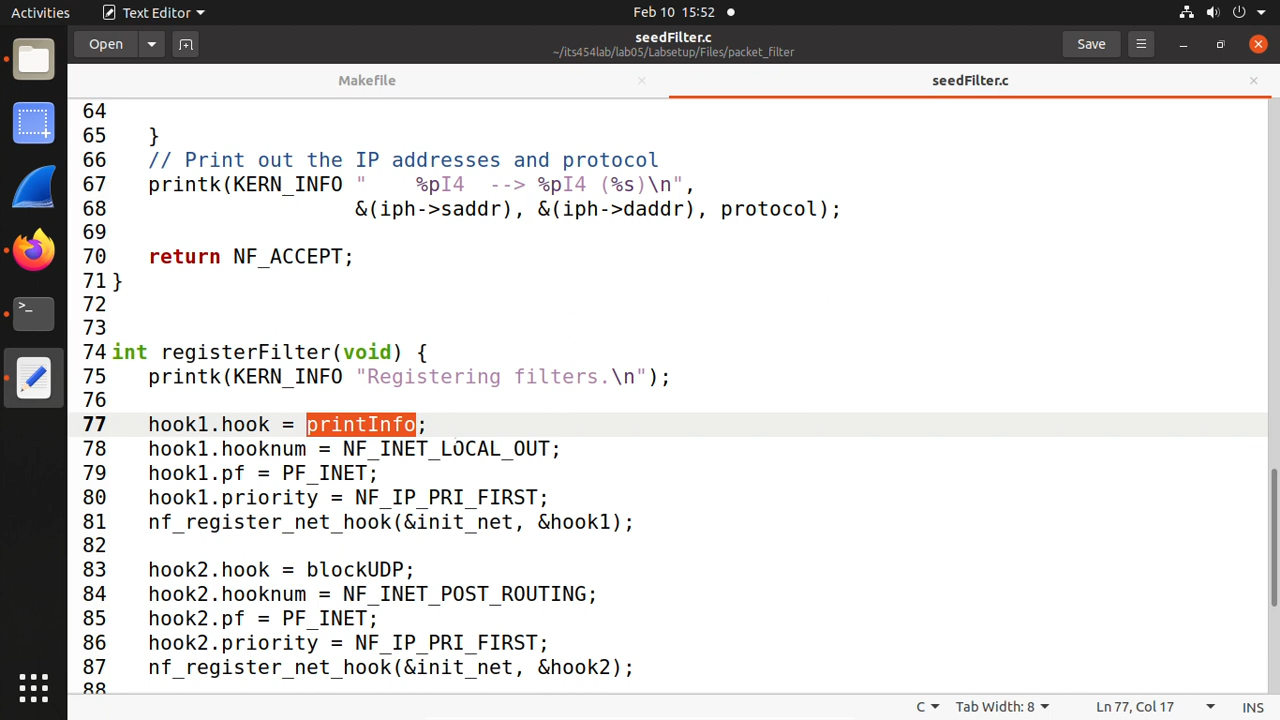 Activities Text Editor Feb 10 15:52
Open seedFilter.c Save
~/its454lab/lab05/Labsetup/Files/packet_filter
Makefile seedFilter.c
64
65 }
66 // Print out the IP addresses and protocol
67 printk(KERN_INFO "    %pI4  --> %pI4 (%s)\n",
68 &(iph->saddr), &(iph->daddr), protocol);
69
70 return NF_ACCEPT;
71 }
72
73
74 int registerFilter(void) {
75 printk(KERN_INFO "Registering filters.\n");
76
77 hook1.hook = printInfo;
78 hook1.hooknum = NF_INET_LOCAL_OUT;
79 hook1.pf = PF_INET;
80 hook1.priority = NF_IP_PRI_FIRST;
81 nf_register_net_hook(&init_net, &hook1);
82
83 hook2.hook = blockUDP;
84 hook2.hooknum = NF_INET_POST_ROUTING;
85 hook2.pf = PF_INET;
86 hook2.priority = NF_IP_PRI_FIRST;
87 nf_register_net_hook(&init_net, &hook2);
88
C Tab Width: 8 Ln 77, Col 17 INS